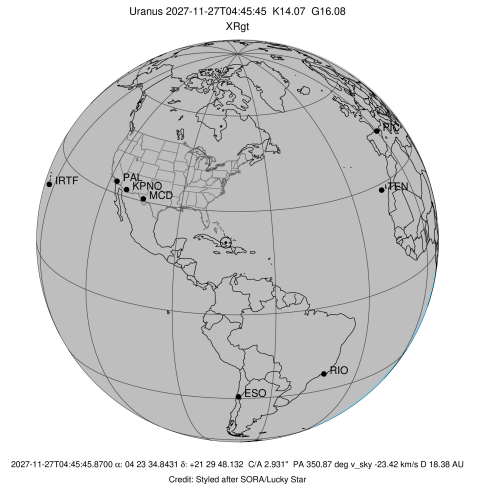 Uranus 2027-11-27T04:45:45 K14.07 G16.08
XRgt
PIC
IRTF
PAL
KPNO
MCD
TEN
RIO
ESO
2027-11-27T04:45:45.8700 α: 04 23 34.8431 δ: +21 29 48.132 C/A 2.931" PA 350.87 deg v_sky -23.42 km/s D 18.38 AU
Credit: Styled after SORA/Lucky Star